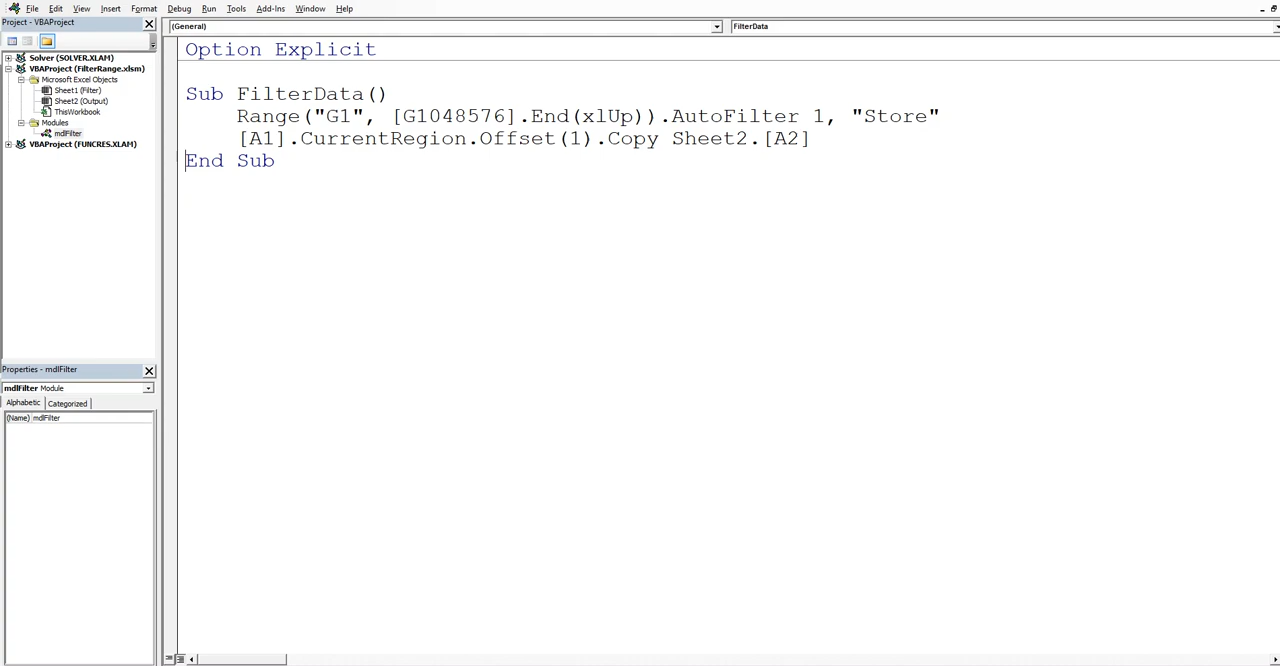 File Edit View Insert Format Debug Run Tools Add-Ins Window Help
Project - VBAProject
(General)
FilterData
Solver (SOLVER.XLAM)
VBAProject (FilterRange.xlsm)
Microsoft Excel Objects
Sheet1 (Filter)
Sheet2 (Output)
ThisWorkbook
Modules
mdlFilter
VBAProject (FUNCRES.XLAM)
Option Explicit
Sub FilterData()
Range("G1", [G1048576].End(xlUp)).AutoFilter 1, "Store"
[A1].CurrentRegion.Offset(1).Copy Sheet2.[A2]
End Sub
Properties - mdlFilter
mdlFilter Module
Alphabetic Categorized
(Name) mdlFilter